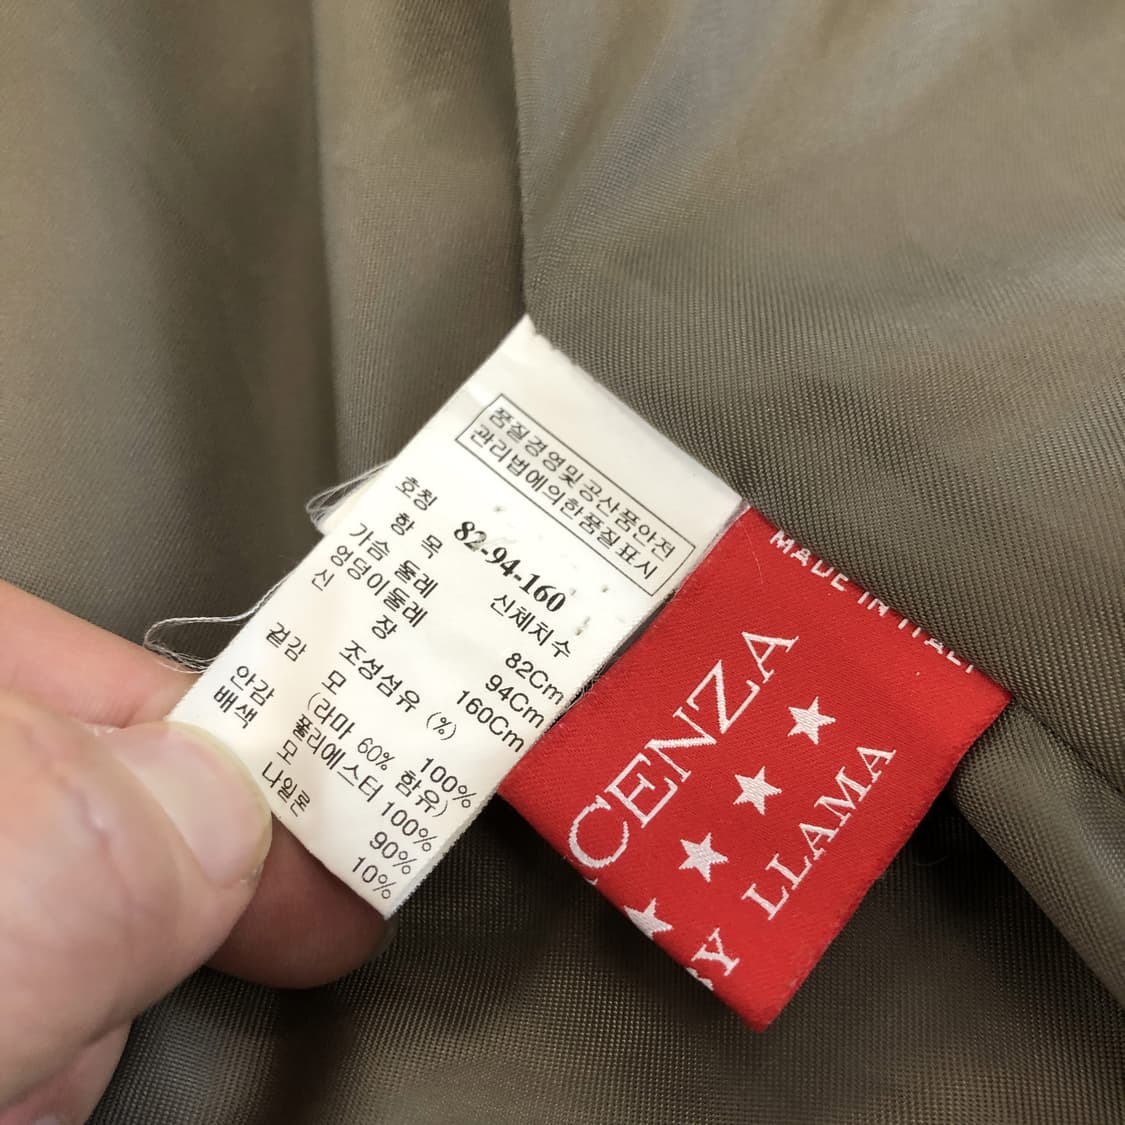 품질경영및공산품안전
관리법에의한품질표시
호칭 82-94-160
항 목 신체치수
가슴 둘레 82Cm
엉덩이둘레 94Cm
신 장 160Cm
조성섬유 (%)
겉감 모 100%
(라마 60% 함유)
안감 폴리에스터 100%
배색 모 90%
나일론 10%
MADE IN ITALY
CENZA
LLAMA